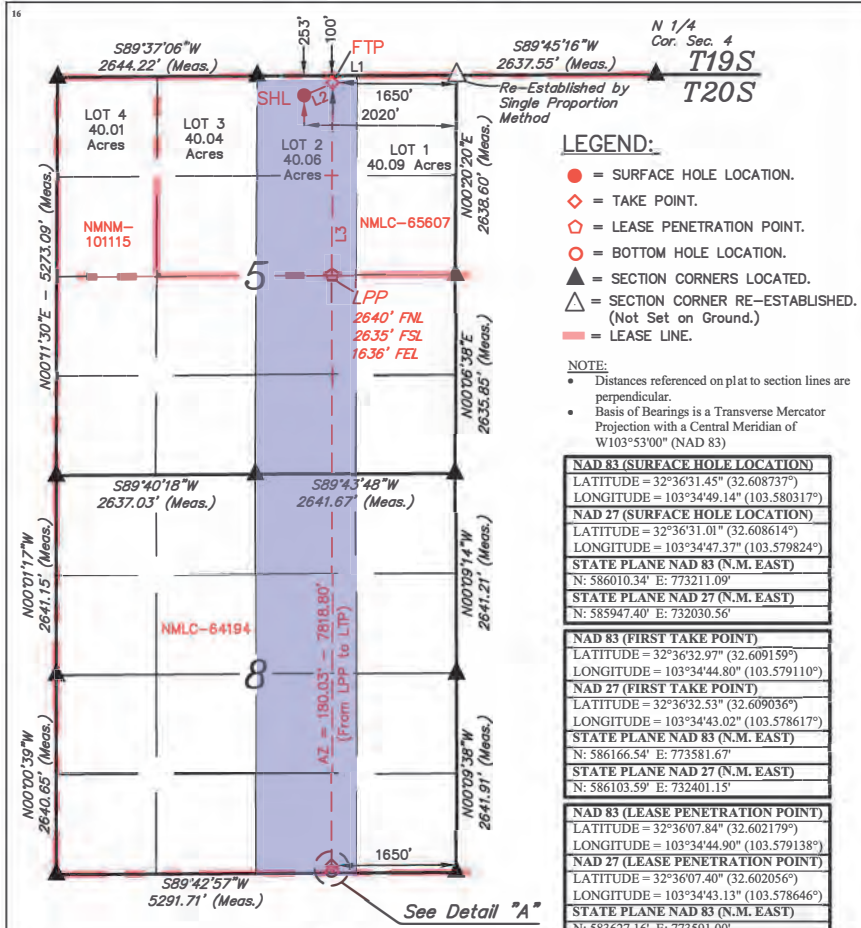 16
S89°37'06"W
2644.22' (Meas.)
253'
100'
FTP
L1
S89°45'16"W
2637.55' (Meas.)
N 1/4
Cor. Sec. 4
T19S
T20S
SHL
L2
1650'
2020'
Re-Established by
Single Proportion
Method
LOT 4
40.01
Acres
LOT 3
40.04
Acres
LOT 2
40.06
Acres
LOT 1
40.09 Acres
N00°20'20"E
2638.60' (Meas.)
NMNM-
101115
L3
NMLC-65607
5
LPP
2640' FNL
2635' FSL
1636' FEL
N00°11'30"E - 5273.09' (Meas.)
N00°06'38"E
2635.85' (Meas.)
S89°40'18"W
2637.03' (Meas.)
S89°43'48"W
2641.67' (Meas.)
N00°01'17"W
2641.15' (Meas.)
N00°09'14"W
2641.21' (Meas.)
NMLC-64194
8
AZ = 180.03° - 7818.80'
(From LPP to LTP)
N00°00'39"W
2640.65' (Meas.)
N00°09'38"W
2641.91' (Meas.)
1650'
S89°42'57"W
5291.71' (Meas.)
See Detail "A"
LEGEND:
= SURFACE HOLE LOCATION.
= TAKE POINT.
= LEASE PENETRATION POINT.
= BOTTOM HOLE LOCATION.
= SECTION CORNERS LOCATED.
= SECTION CORNER RE-ESTABLISHED.
(Not Set on Ground.)
= LEASE LINE.
NOTE:
• Distances referenced on plat to section lines are
perpendicular.
• Basis of Bearings is a Transverse Mercator
Projection with a Central Meridian of
W103°53'00" (NAD 83)
NAD 83 (SURFACE HOLE LOCATION)
LATITUDE = 32°36'31.45" (32.608737°)
LONGITUDE = 103°34'49.14" (103.580317°)
NAD 27 (SURFACE HOLE LOCATION)
LATITUDE = 32°36'31.01" (32.608614°)
LONGITUDE = 103°34'47.37" (103.579824°)
STATE PLANE NAD 83 (N.M. EAST)
N: 586010.34' E: 773211.09'
STATE PLANE NAD 27 (N.M. EAST)
N: 585947.40' E: 732030.56'
NAD 83 (FIRST TAKE POINT)
LATITUDE = 32°36'32.97" (32.609159°)
LONGITUDE = 103°34'44.80" (103.579110°)
NAD 27 (FIRST TAKE POINT)
LATITUDE = 32°36'32.53" (32.609036°)
LONGITUDE = 103°34'43.02" (103.578617°)
STATE PLANE NAD 83 (N.M. EAST)
N: 586166.54' E: 773581.67'
STATE PLANE NAD 27 (N.M. EAST)
N: 586103.59' E: 732401.15'
NAD 83 (LEASE PENETRATION POINT)
LATITUDE = 32°36'07.84" (32.602179°)
LONGITUDE = 103°34'44.90" (103.579138°)
NAD 27 (LEASE PENETRATION POINT)
LATITUDE = 32°36'07.40" (32.602056°)
LONGITUDE = 103°34'43.13" (103.578646°)
STATE PLANE NAD 83 (N.M. EAST)
N: 583627.16' E: 773591.00'